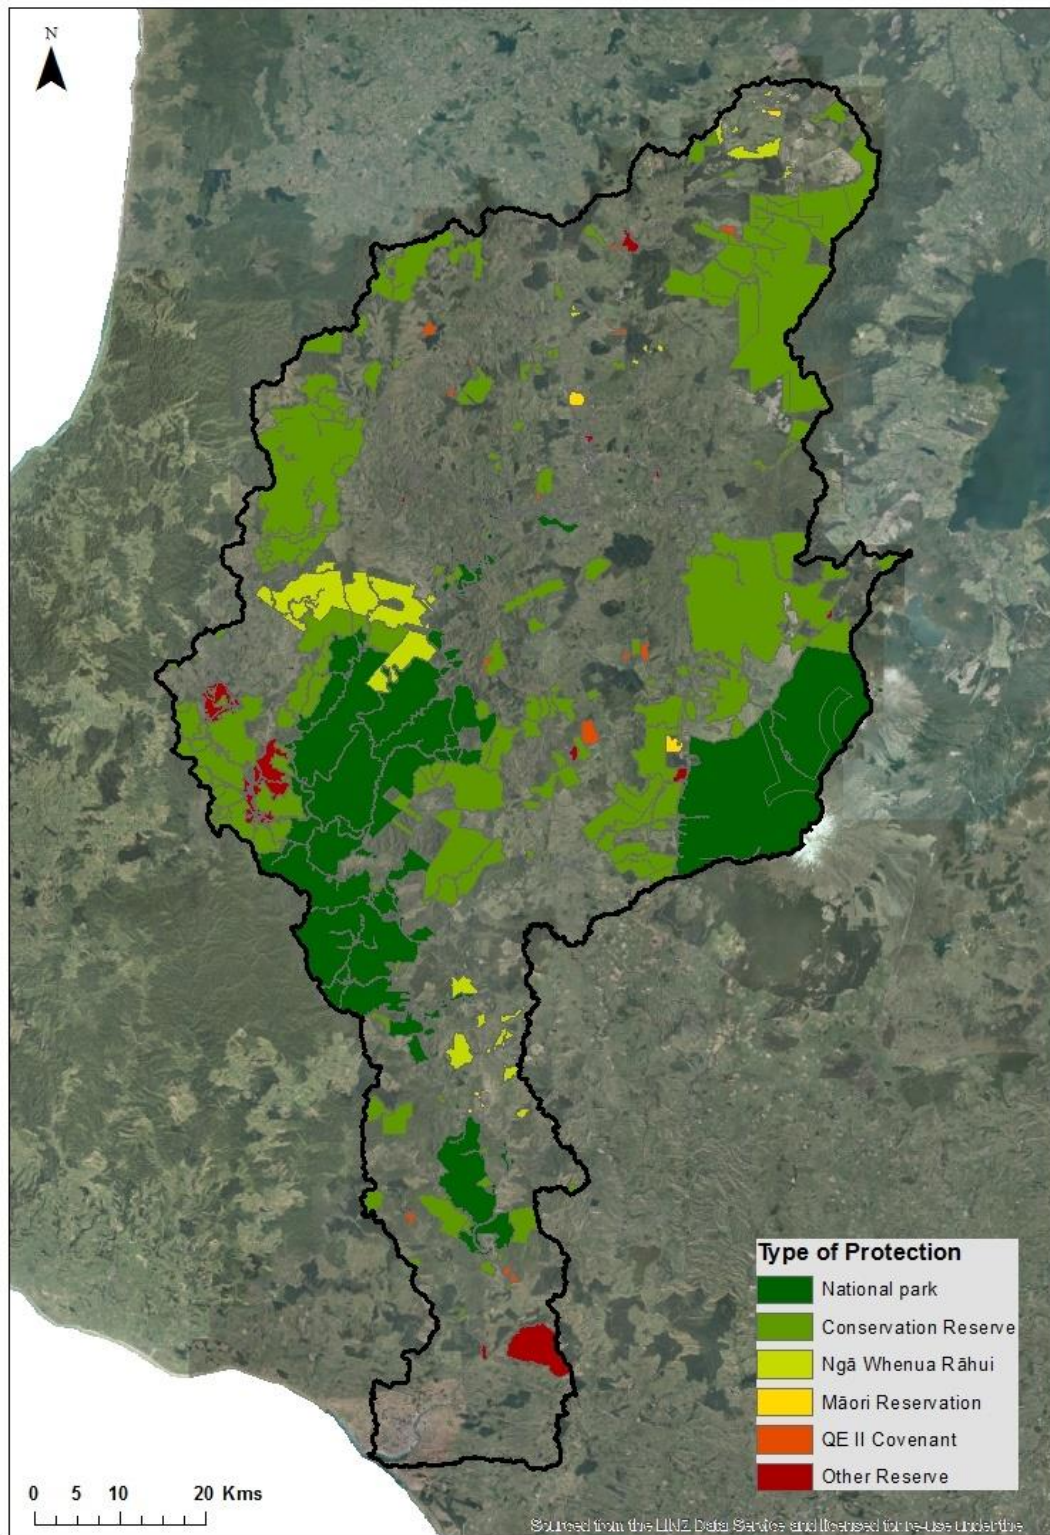 N
Type of Protection
National park
Conservation Reserve
Ngā Whenua Rāhui
Māori Reservation
QE II Covenant
Other Reserve
0 5 10 20 Kms
Sourced from the LINZ Data Service and licensed for re-use under the